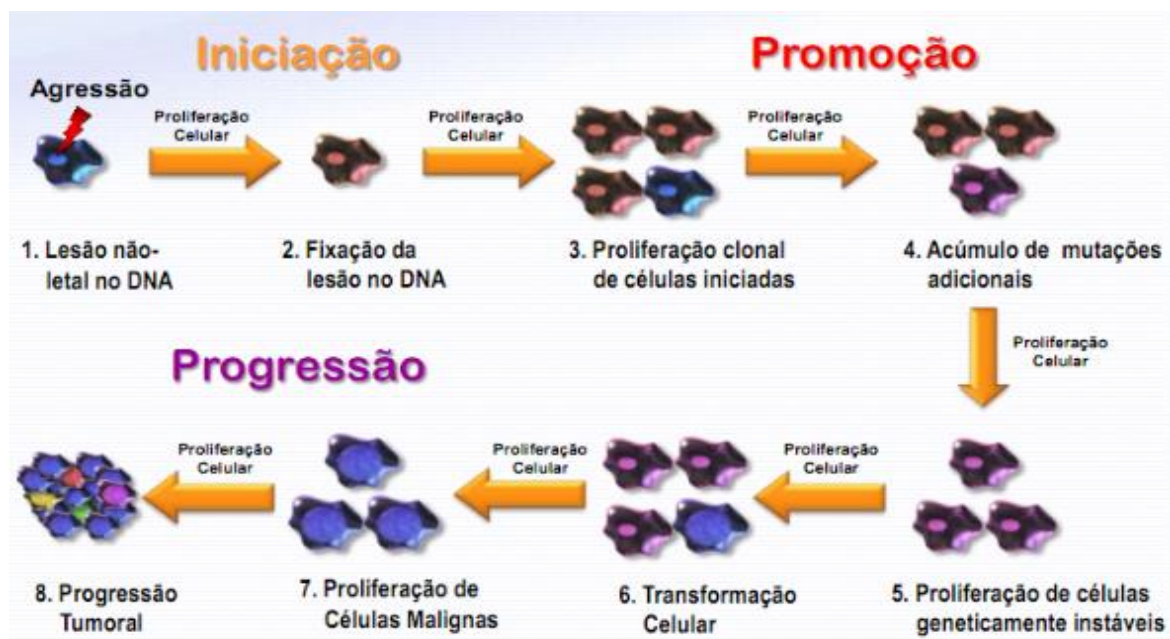 Iniciação
Promoção
Agressão
Proliferação
Celular
Proliferação
Celular
Proliferação
Celular
1. Lesão não-
letal no DNA
2. Fixação da
lesão no DNA
3. Proliferação clonal
de células iniciadas
4. Acúmulo de mutações
adicionais
Proliferação
Celular
Progressão
Proliferação
Celular
Proliferação
Celular
Proliferação
Celular
8. Progressão
Tumoral
7. Proliferação de
Células Malignas
6. Transformação
Celular
5. Proliferação de células
geneticamente instáveis